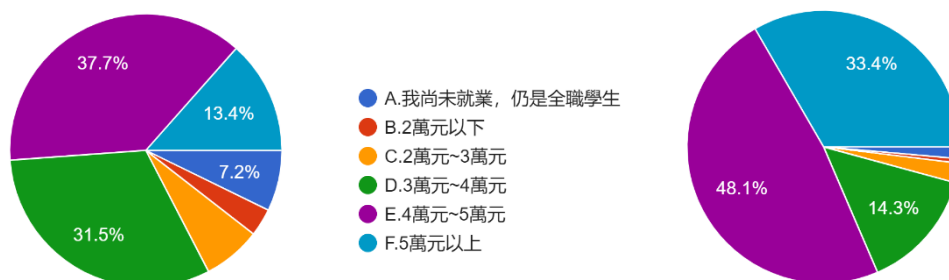 37.7%
13.4%
7.2%
31.5%
A.我尚未就業，仍是全職學生
B.2萬元以下
C.2萬元~3萬元
D.3萬元~4萬元
E.4萬元~5萬元
F.5萬元以上
33.4%
48.1%
14.3%